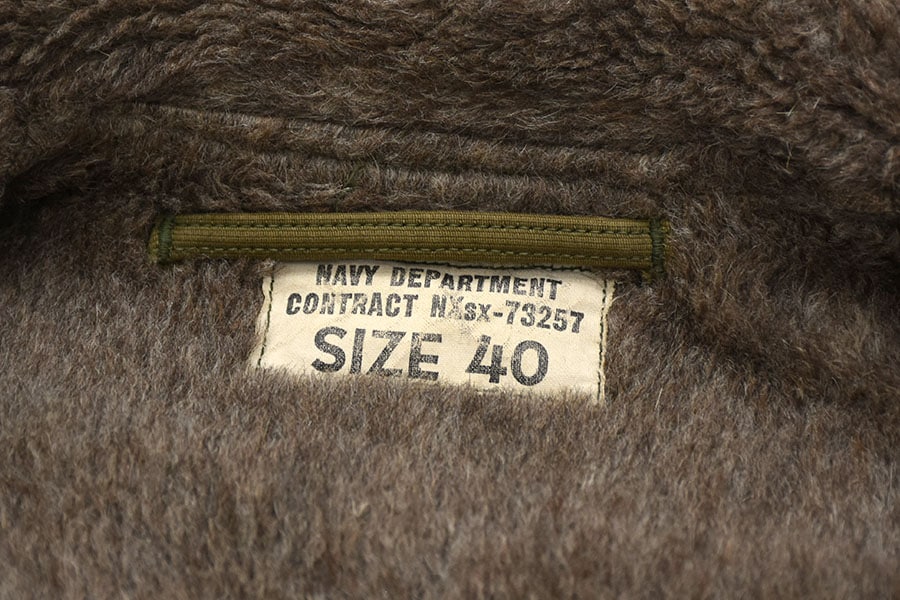 NAVY DEPARTMENT
CONTRACT NXsx-73257
SIZE 40